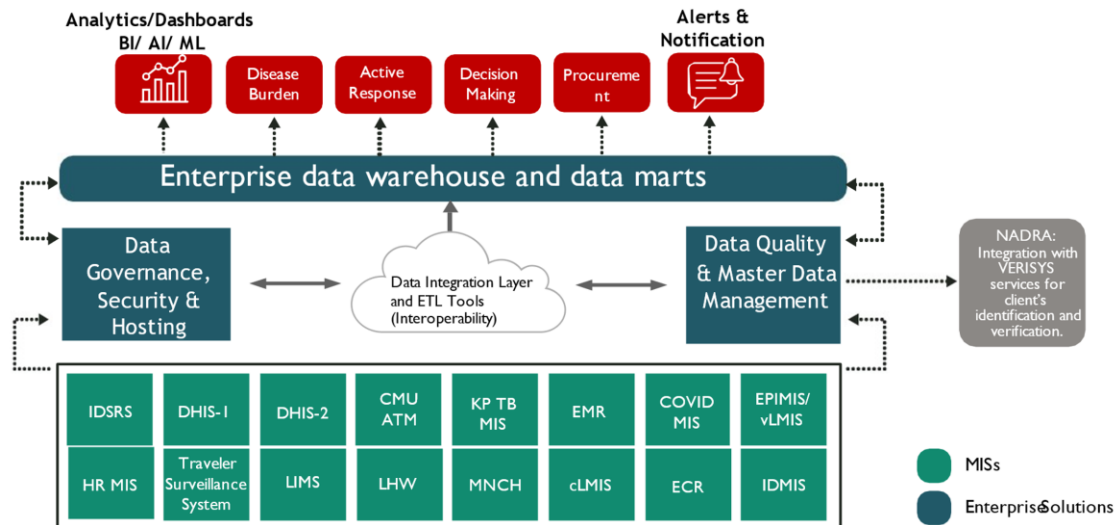 Analytics/Dashboards
BI/ AI/ ML
Alerts &
Notification
Disease
Burden
Active
Response
Decision
Making
Procureme
nt
Enterprise data warehouse and data marts
Data
Governance,
Security &
Hosting
Data Integration Layer
and ETL Tools
(Interoperability)
Data Quality
& Master Data
Management
NADRA:
Integration with
VERISYS
services for
client's
identification and
verification.
IDSRS
DHIS-1
DHIS-2
CMU
ATM
KP TB
MIS
EMR
COVID
MIS
EPIMIS/
vLMIS
HR MIS
Traveler
Surveillance
System
LIMS
LHW
MNCH
cLMIS
ECR
IDMIS
MISs
Enterprise Solutions